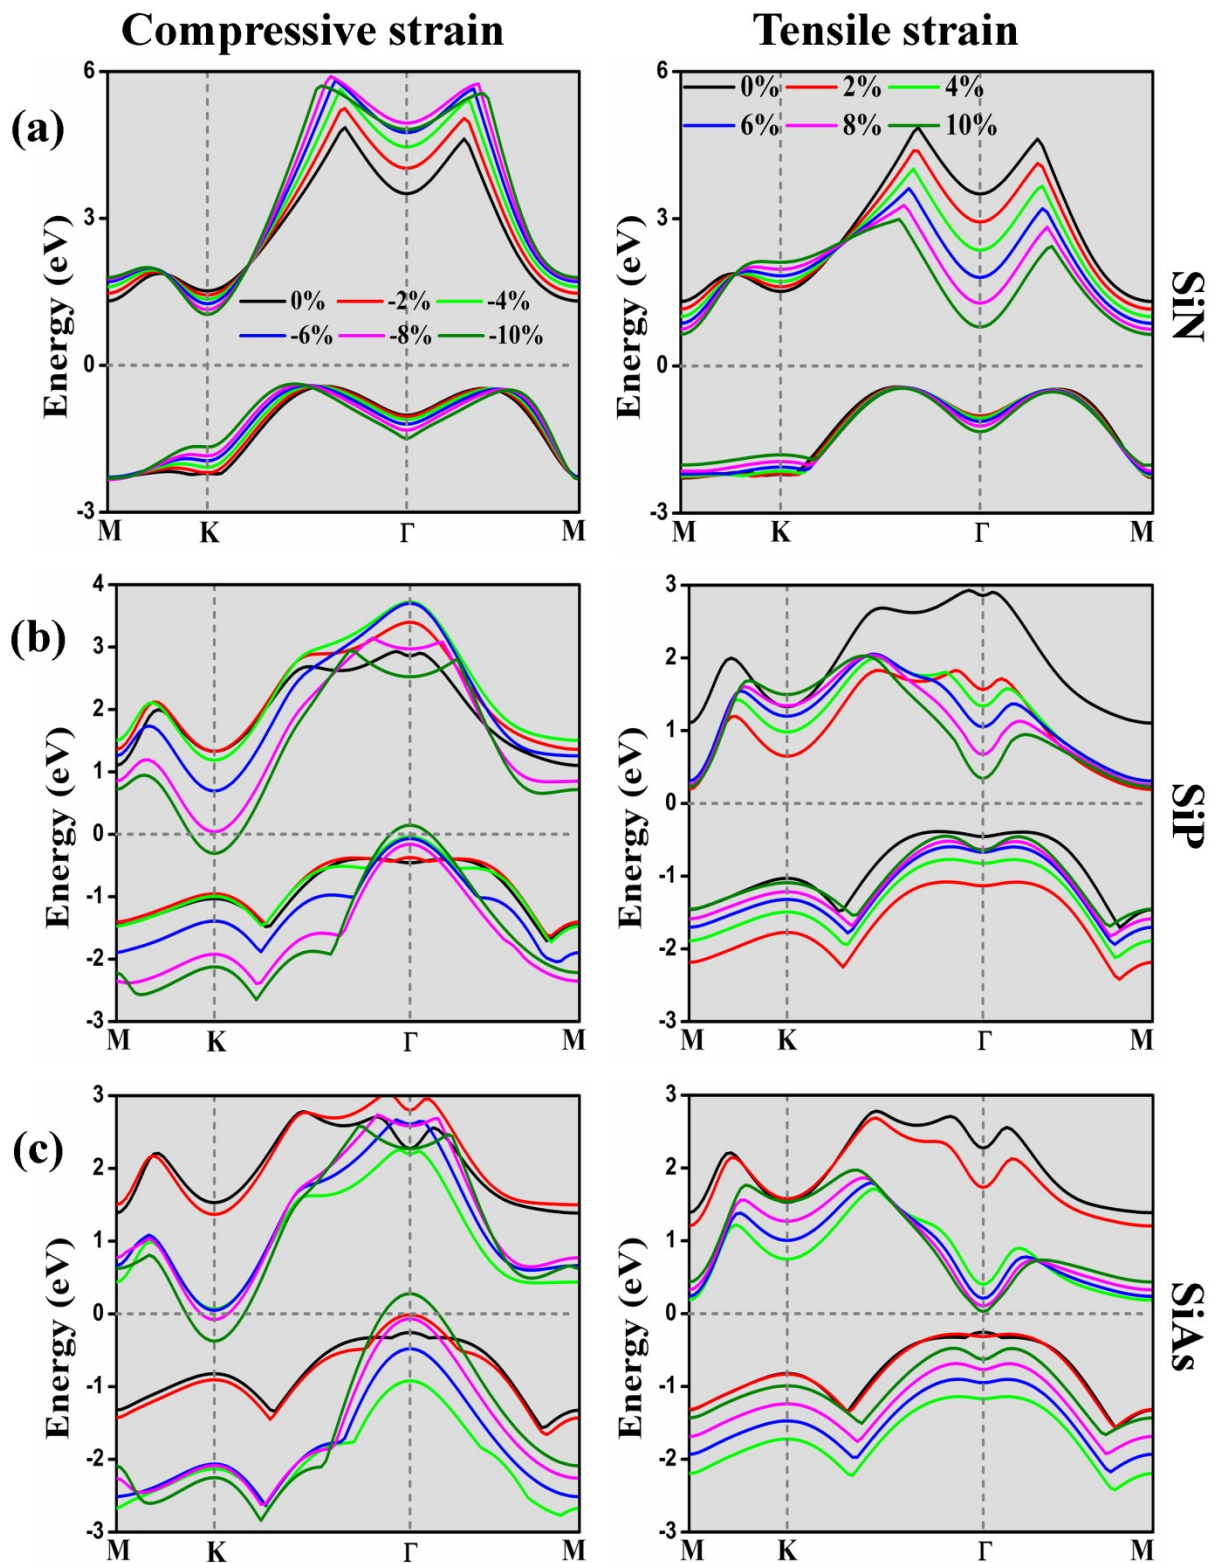 Compressive strain
Tensile strain
(a)
6
3
0
-3
Energy (eV)
0% -2% -4%
-6% -8% -10%
M K Γ M
6
3
0
-3
Energy (eV)
0% 2% 4%
6% 8% 10%
M K Γ M
SiN
(b)
4
3
2
1
0
-1
-2
-3
Energy (eV)
M K Γ M
3
2
1
0
-1
-2
-3
Energy (eV)
M K Γ M
SiP
(c)
3
2
1
0
-1
-2
-3
Energy (eV)
M K Γ M
3
2
1
0
-1
-2
-3
Energy (eV)
M K Γ M
SiAs